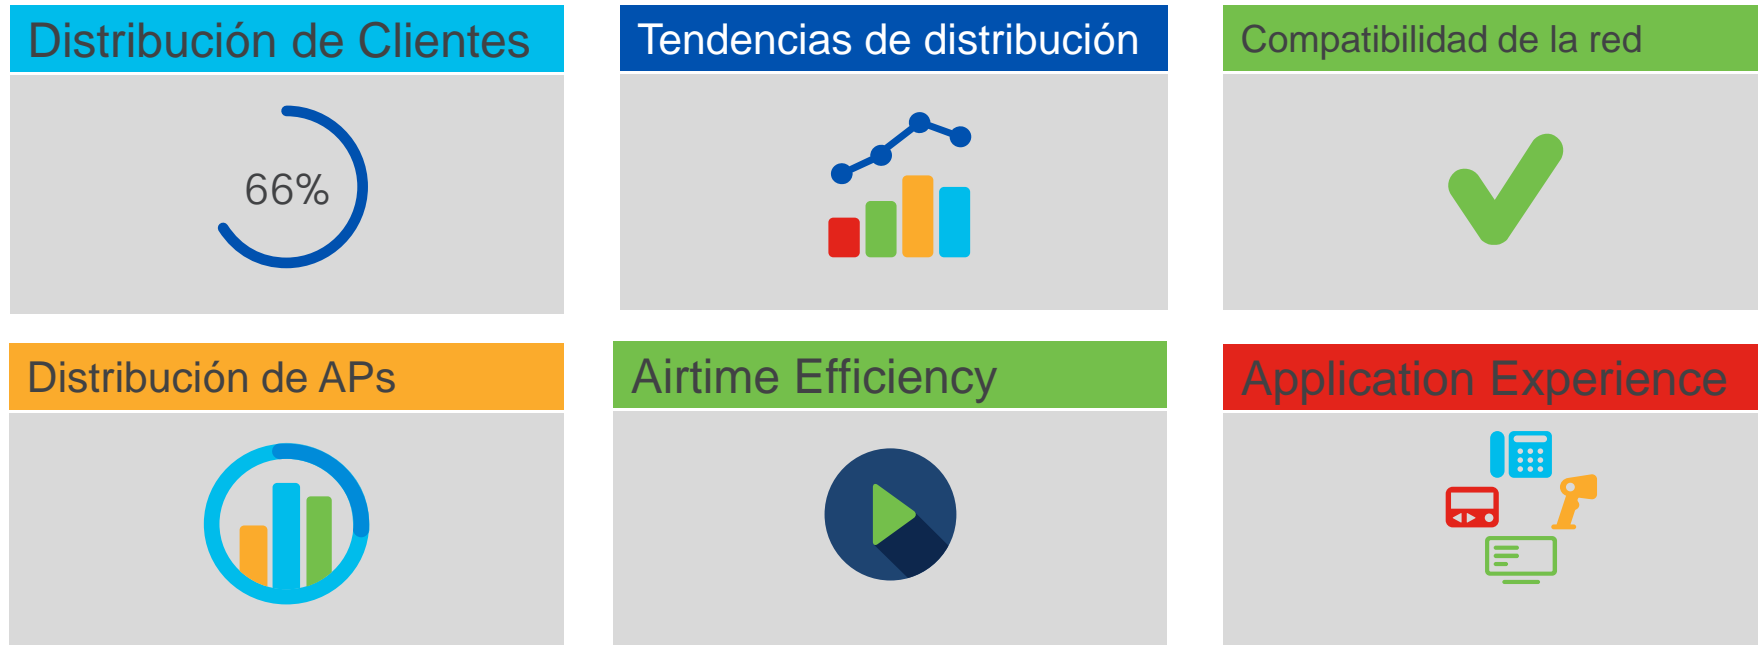 Distribución de Clientes
Tendencias de distribución
Compatibilidad de la red
66%
Distribución de APs
Airtime Efficiency
Application Experience